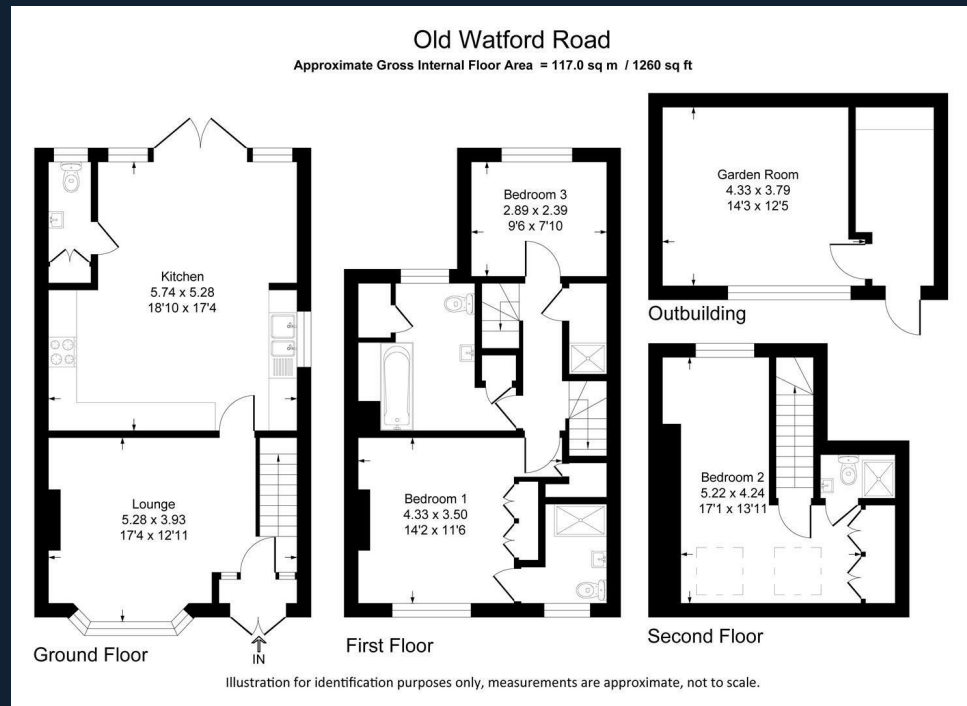 Old Watford Road
Approximate Gross Internal Floor Area = 117.0 sq m / 1260 sq ft
Kitchen
5.74 x 5.28
18'10 x 17'4
Lounge
5.28 x 3.93
17'4 x 12'11
IN
Ground Floor
Bedroom 3
2.89 x 2.39
9'6 x 7'10
Bedroom 1
4.33 x 3.50
14'2 x 11'6
First Floor
Garden Room
4.33 x 3.79
14'3 x 12'5
Outbuilding
Bedroom 2
5.22 x 4.24
17'1 x 13'11
Second Floor
Illustration for identification purposes only, measurements are approximate, not to scale.